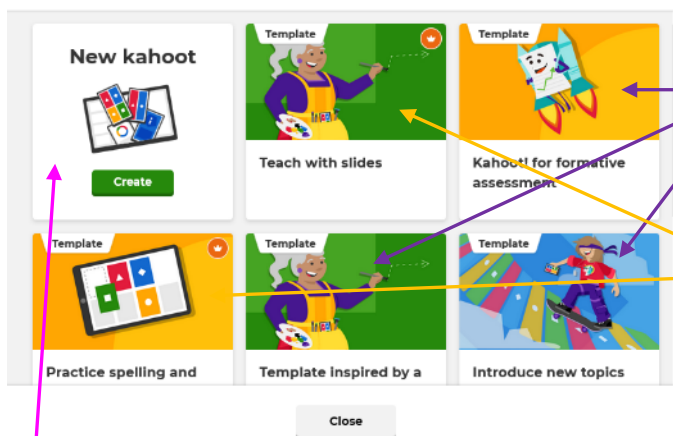 New kahoot
Create
Template
Teach with slides
Template
Kahoot! for formative
assessment
Template
Practice spelling and
Template
Template inspired by a
Template
Introduce new topics
Close